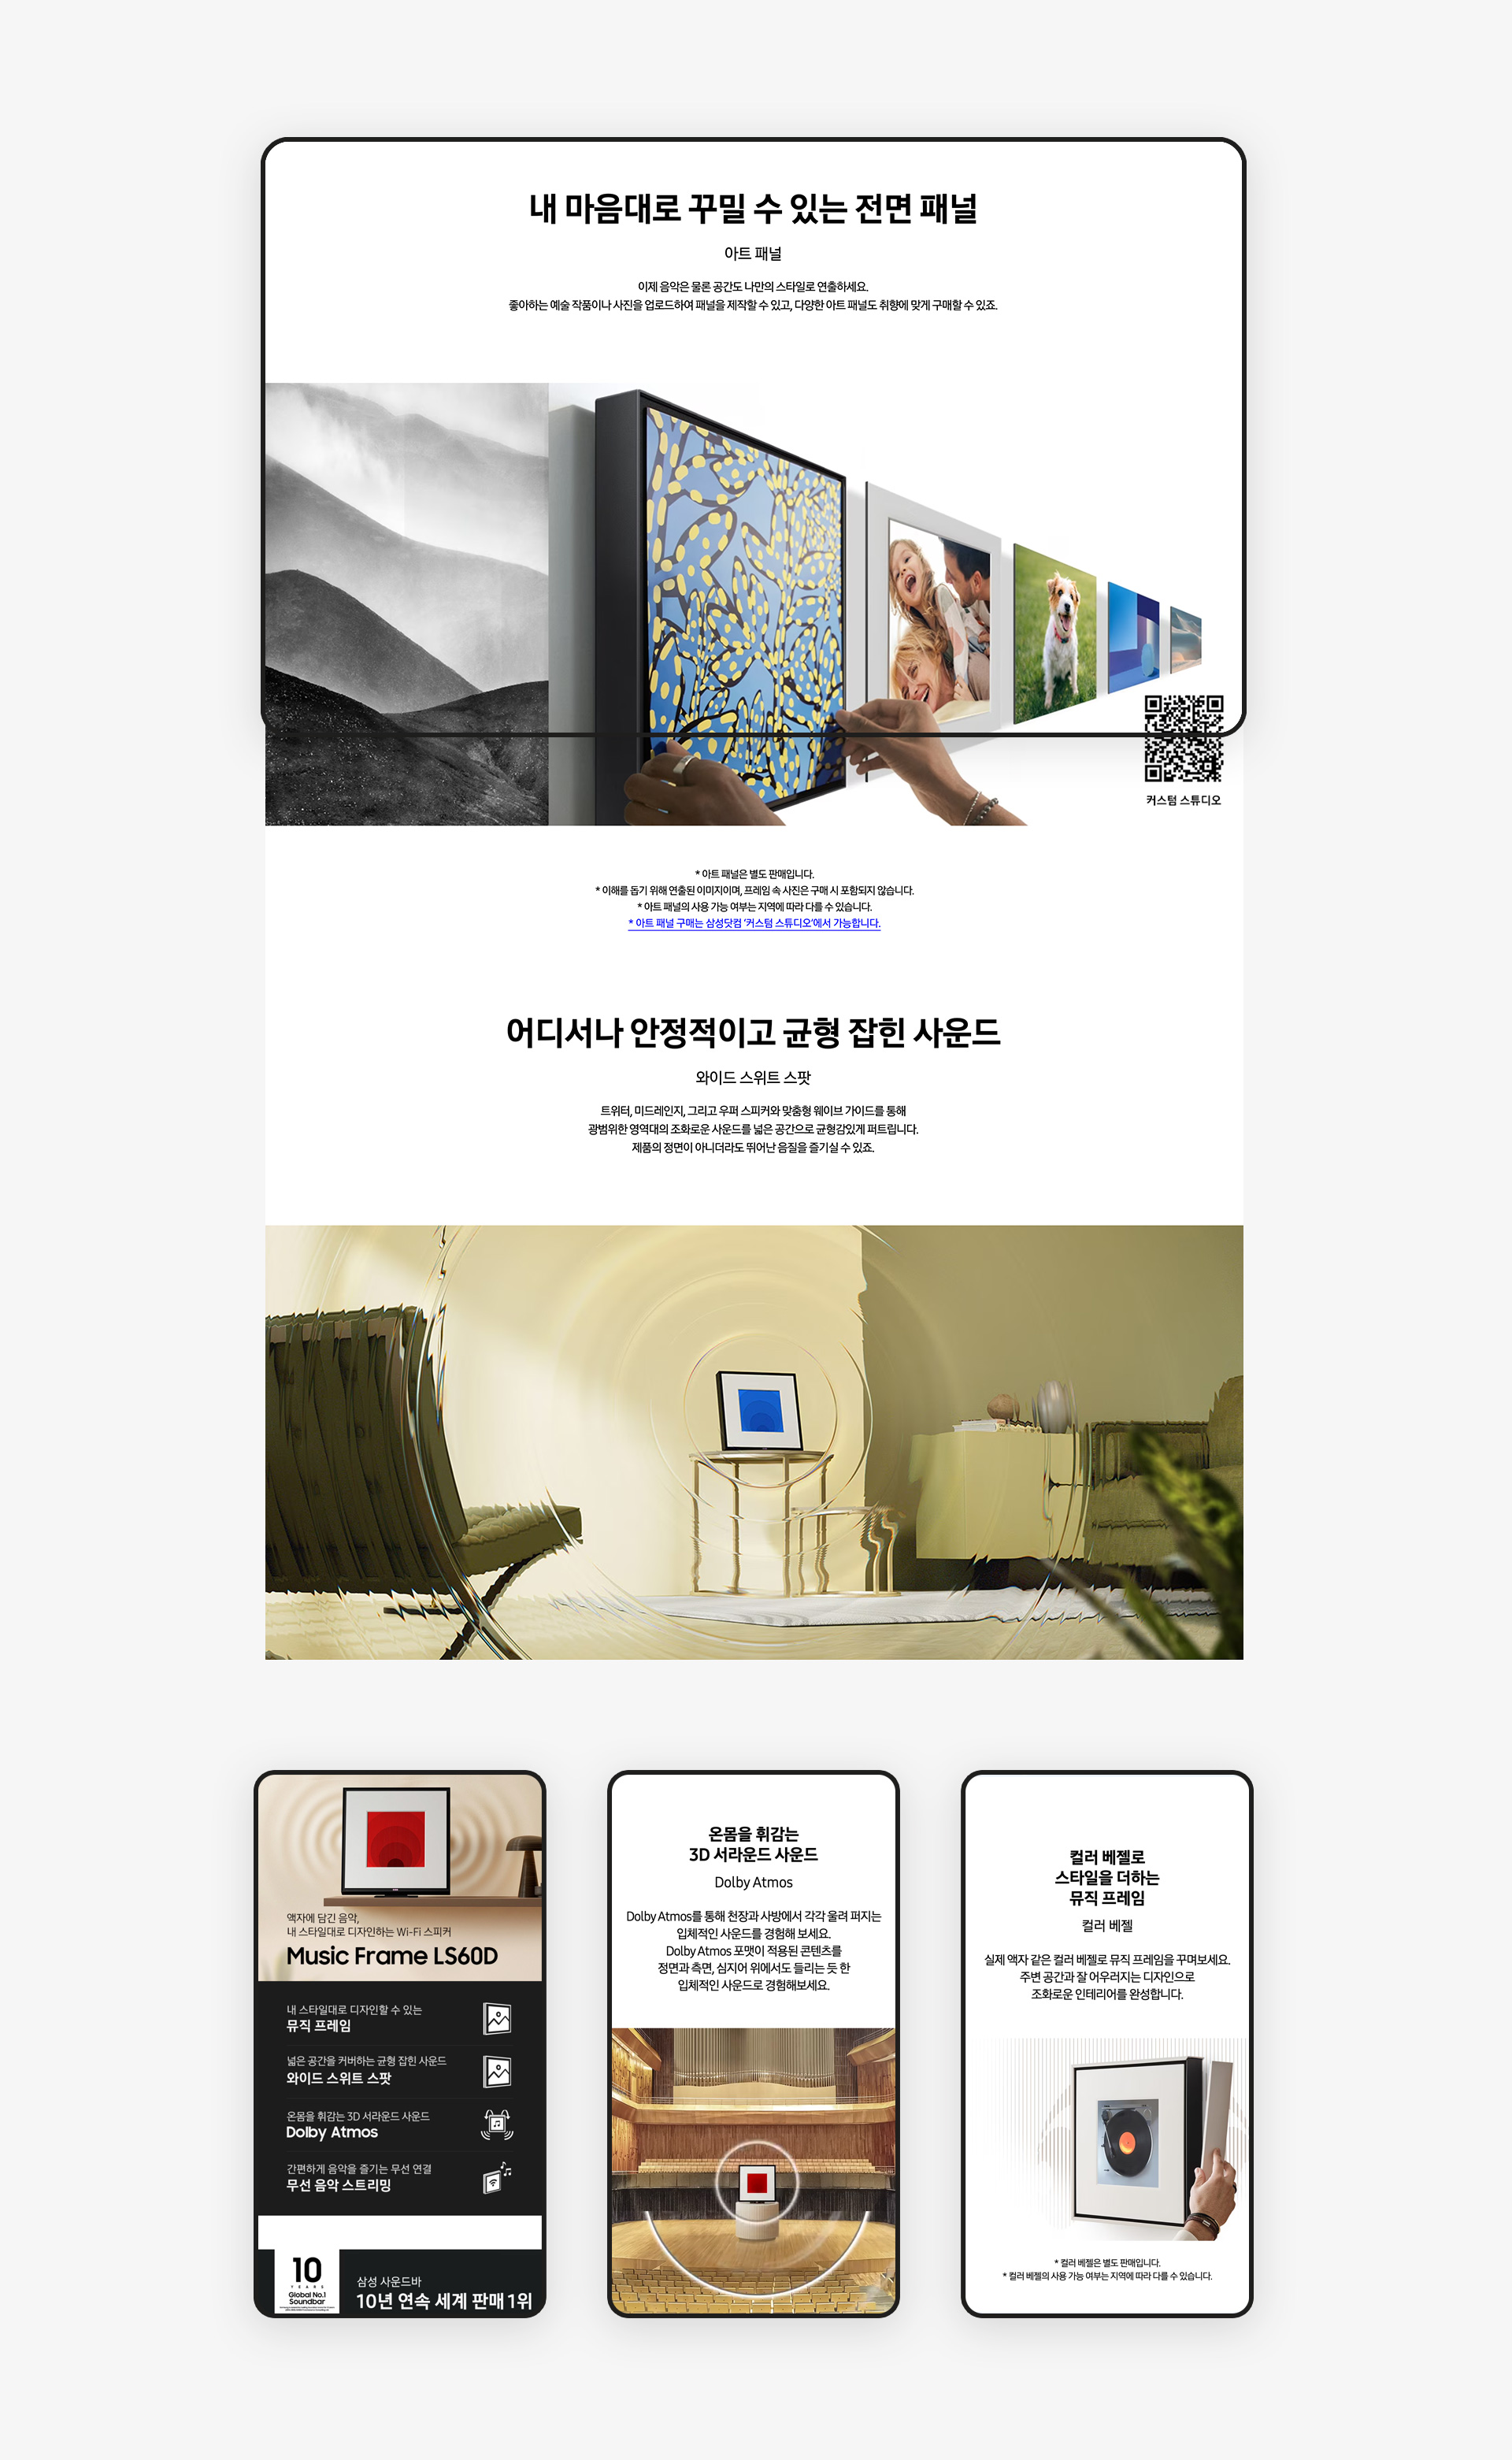 내 마음대로 꾸밀 수 있는 전면 패널
아트 패널
이제 음악은 물론 공간도 나만의 스타일로 연출하세요.
좋아하는 예술 작품이나 사진을 업로드하여 패널을 제작할 수 있고, 다양한 아트 패널도 취향에 맞게 구매할 수 있죠.
커스텀 스튜디오
* 아트 패널은 별도 판매입니다.
* 이해를 돕기 위해 연출된 이미지이며, 프레임 속 사진은 구매 시 포함되지 않습니다.
* 아트 패널의 사용 가능 여부는 지역에 따라 다를 수 있습니다.
* 아트 패널 구매는 삼성닷컴 '커스텀 스튜디오'에서 가능합니다.
어디서나 안정적이고 균형 잡힌 사운드
와이드 스위트 스팟
트위터, 미드레인지, 그리고 우퍼 스피커와 맞춤형 웨이브 가이드를 통해
광범위한 영역대의 조화로운 사운드를 넓은 공간으로 균형감있게 퍼트립니다.
제품의 정면이 아니더라도 뛰어난 음질을 즐기실 수 있죠.
액자에 담긴 음악,
내 스타일대로 디자인하는 Wi-Fi 스피커
Music Frame LS60D
내 스타일대로 디자인할 수 있는
뮤직 프레임
넓은 공간을 커버하는 균형 잡힌 사운드
와이드 스위트 스팟
온몸을 휘감는 3D 서라운드 사운드
Dolby Atmos
간편하게 음악을 즐기는 무선 연결
무선 음악 스트리밍
10
YEARS
Global No.1
Soundbar
삼성 사운드바
10년 연속 세계 판매 1위
온몸을 휘감는
3D 서라운드 사운드
Dolby Atmos
Dolby Atmos를 통해 천장과 사방에서 각각 울려 퍼지는
입체적인 사운드를 경험해 보세요.
Dolby Atmos 포맷이 적용된 콘텐츠를
정면과 측면, 심지어 위에서도 들리는 듯 한
입체적인 사운드로 경험해보세요.
컬러 베젤로
스타일을 더하는
뮤직 프레임
컬러 베젤
실제 액자 같은 컬러 베젤로 뮤직 프레임을 꾸며보세요.
주변 공간과 잘 어우러지는 디자인으로
조화로운 인테리어를 완성합니다.
* 컬러 베젤은 별도 판매입니다.
* 컬러 베젤의 사용 가능 여부는 지역에 따라 다를 수 있습니다.